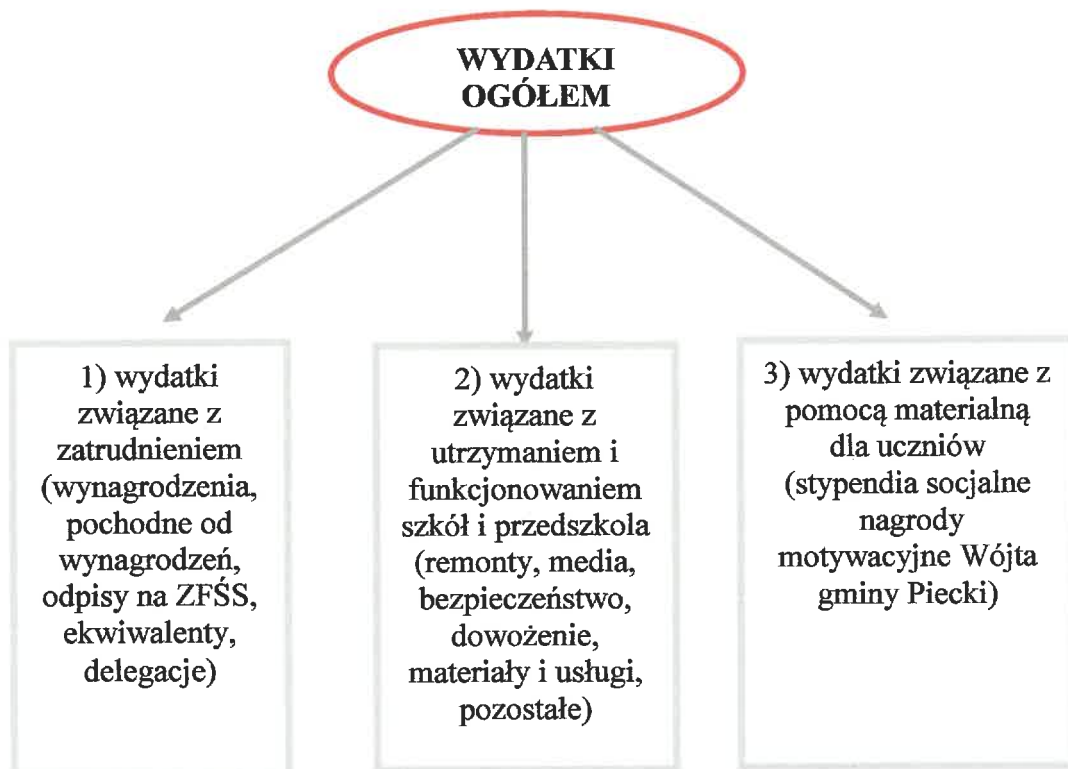 WYDATKI
OGÓŁEM
1) wydatki
związane z
zatrudnieniem
(wynagrodzenia,
pochodne od
wynagrodzeń,
odpisy na ZFŚS,
ekwiwalenty,
delegacje)
2) wydatki
związane z
utrzymaniem i
funkcjonowaniem
szkół i przedszkola
(remonty, media,
bezpieczeństwo,
dowożenie,
materiały i usługi,
pozostałe)
3) wydatki związane z
pomocą materialną
dla uczniów
(stypendia socjalne
nagrody
motywacyjne Wójta
gminy Piecki)